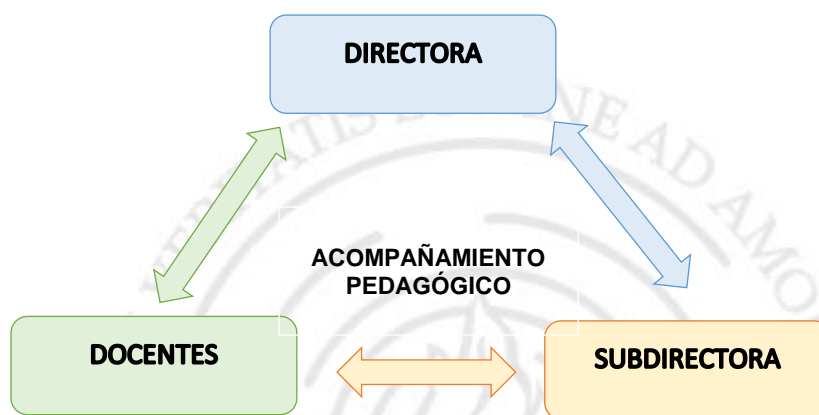 DIRECTORA
ACOMPAÑAMIENTO
PEDAGÓGICO
DOCENTES
SUBDIRECTORA